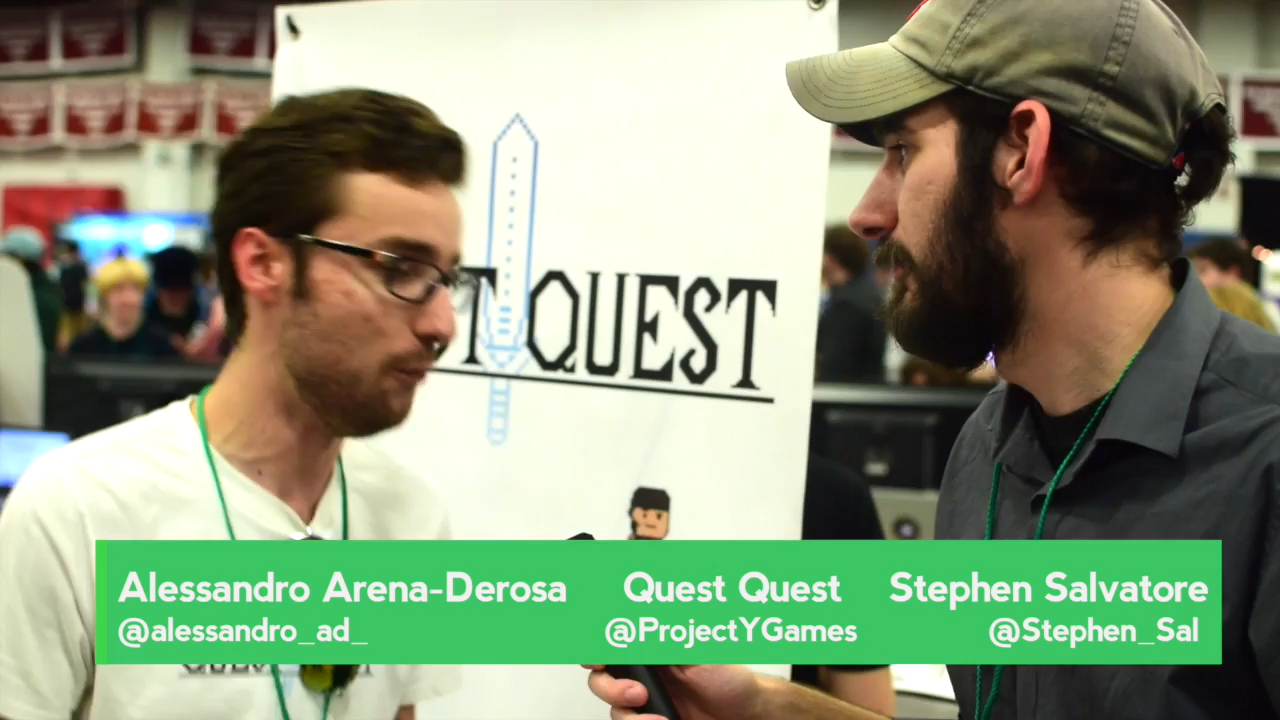 T QUEST
Alessandro Arena-Derosa Quest Quest Stephen Salvatore
@alessandro_ad_ @ProjectYGames @Stephen_Sal